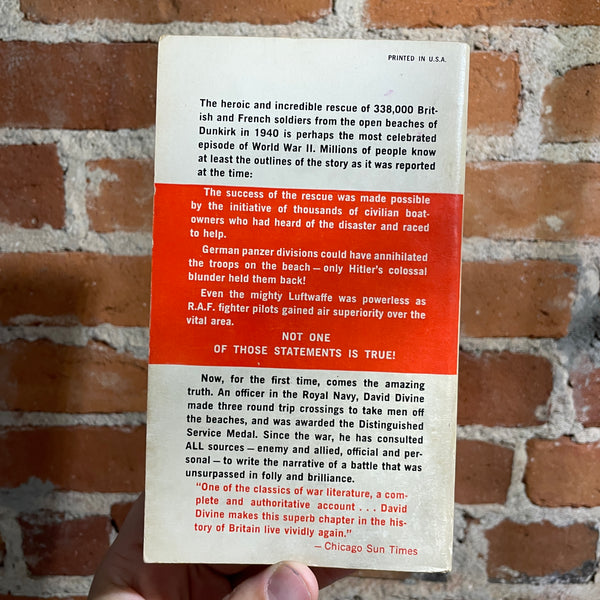 PRINTED IN U.S.A.
The heroic and incredible rescue of 338,000 Brit-
ish and French soldiers from the open beaches of
Dunkirk in 1940 is perhaps the most celebrated
episode of World War II. Millions of people know
at least the outlines of the story as it was reported
at the time:
The success of the rescue was made possible
by the initiative of thousands of civilian boat-
owners who had heard of the disaster and raced
to help.
German panzer divisions could have annihilated
the troops on the beach — only Hitler's colossal
blunder held them back!
Even the mighty Luftwaffe was powerless as
R.A.F. fighter pilots gained air superiority over the
vital area.
NOT ONE
OF THOSE STATEMENTS IS TRUE!
Now, for the first time, comes the amazing
truth. An officer in the Royal Navy, David Divine
made three round trip crossings to take men off
the beaches, and was awarded the Distinguished
Service Medal. Since the war, he has consulted
ALL sources — enemy and allied, official and per-
sonal — to write the narrative of a battle that was
unsurpassed in folly and brilliance.
"One of the classics of war literature, a com-
plete and authoritative account . . . David
Divine makes this superb chapter in the his-
tory of Britain live vividly again."
— Chicago Sun Times